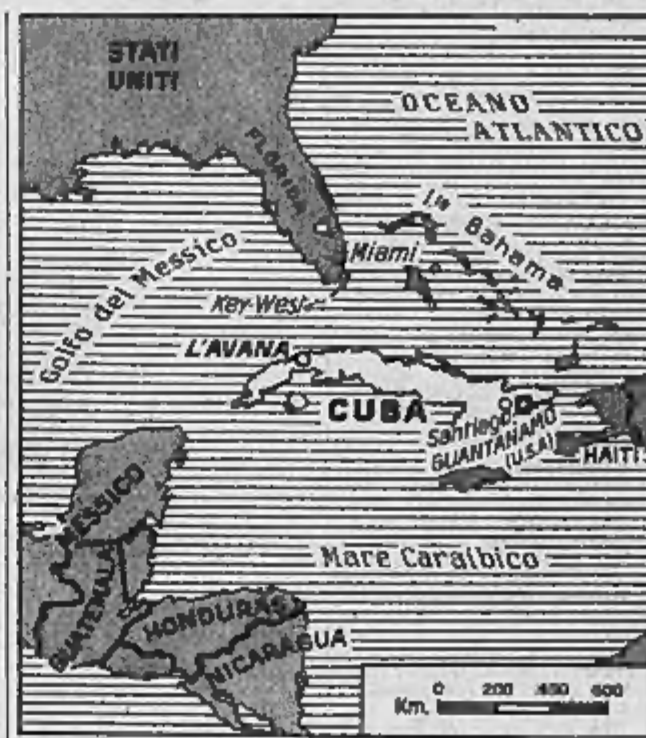 STATI
UNITI
OCEANO
ATLANTICO
FLORIDA
Le Bahama
Miami
Golfo del Messico
Key-West
L'AVANA
CUBA
Santiago
GUANTANAMO
(U.S.A)
HAITI
MESSICO
Mare Caraibico
GUATEMALA
HONDURAS
NICARAGUA
Km. 0 200 400 600